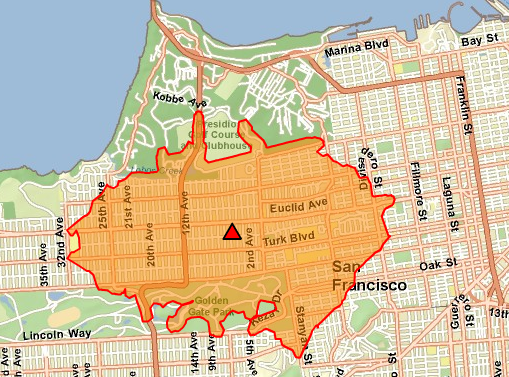 Marina Blvd
Bay St
Kobbe Ave
Franklin St
Presidio
Golf Course
and Clubhouse
Lobos Creek
Divisadero St
Fillmore St
Laguna St
25th Ave
21st Ave
12th Ave
Euclid Ave
35th Ave
32nd Ave
20th Ave
2nd Ave
Turk Blvd
San
Francisco
Oak St
Golden
Gate Park
Kezar Dr
Stanyan St
Guerrero St
13th
Lincoln Way
14th Ave
9th Ave
5th Ave